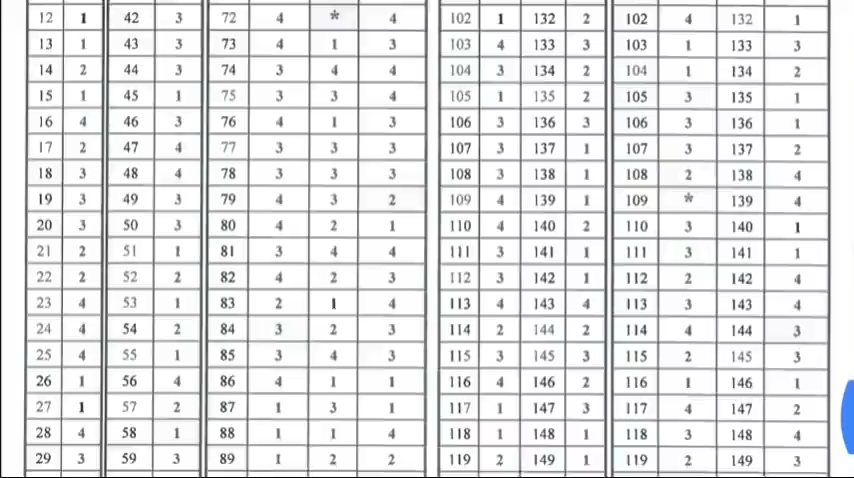 12 1 42 3 72 4 * 4 102 1 132 2 102 4 132 1
13 1 43 3 73 4 1 3 103 4 133 3 103 1 133 3
14 2 44 3 74 3 4 4 104 3 134 2 104 1 134 2
15 1 45 1 75 3 3 4 105 1 135 2 105 3 135 1
16 4 46 3 76 4 1 3 106 3 136 3 106 3 136 1
17 2 47 4 77 3 3 3 107 3 137 1 107 3 137 2
18 3 48 4 78 3 3 3 108 3 138 1 108 2 138 4
19 3 49 3 79 4 3 2 109 4 139 1 109 * 139 4
20 3 50 3 80 4 2 1 110 4 140 2 110 3 140 1
21 2 51 1 81 3 4 4 111 3 141 1 111 3 141 1
22 2 52 2 82 4 2 3 112 3 142 1 112 2 142 4
23 4 53 1 83 2 1 4 113 4 143 4 113 3 143 4
24 4 54 2 84 3 2 3 114 2 144 2 114 4 144 3
25 4 55 1 85 3 4 3 115 3 145 3 115 2 145 3
26 1 56 4 86 4 1 1 116 4 146 2 116 1 146 1
27 1 57 2 87 1 3 1 117 1 147 3 117 4 147 2
28 4 58 1 88 1 1 4 118 1 148 1 118 3 148 4
29 3 59 3 89 1 2 2 119 2 149 1 119 2 149 3